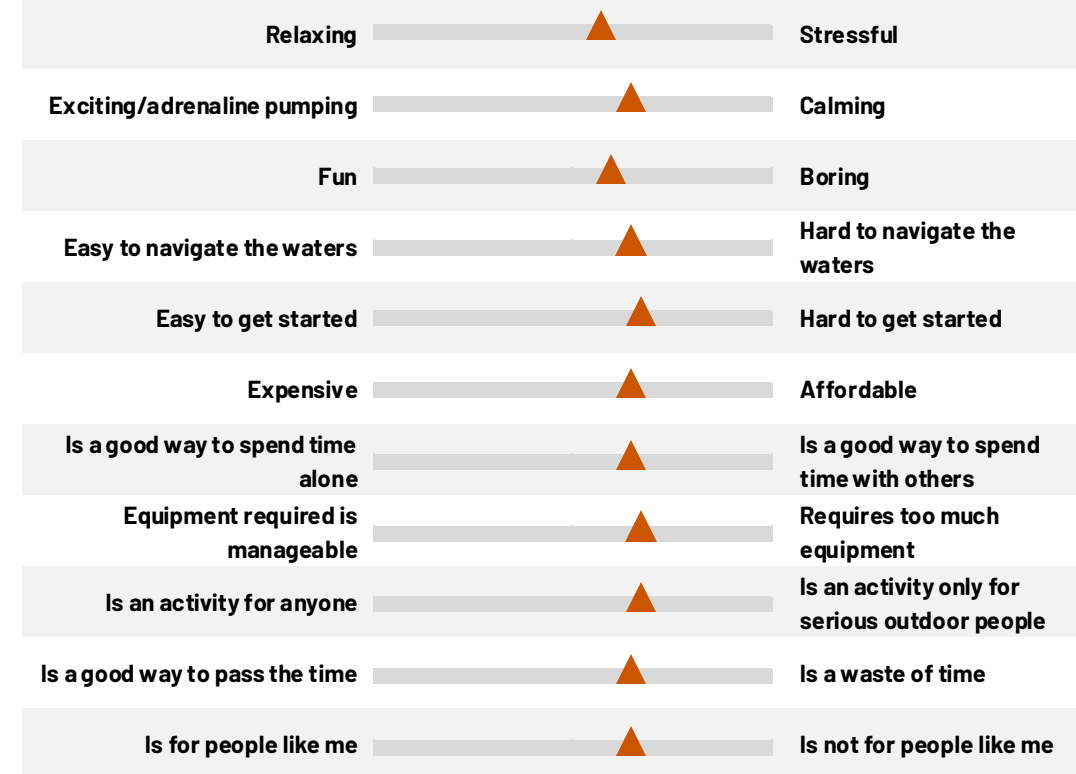 Relaxing Stressful
Exciting/adrenaline pumping Calming
Fun Boring
Easy to navigate the waters Hard to navigate the
waters
Easy to get started Hard to get started
Expensive Affordable
Is a good way to spend time Is a good way to spend
alone time with others
Equipment required is Requires too much
manageable equipment
Is an activity for anyone Is an activity only for
serious outdoor people
Is a good way to pass the time Is a waste of time
Is for people like me Is not for people like me